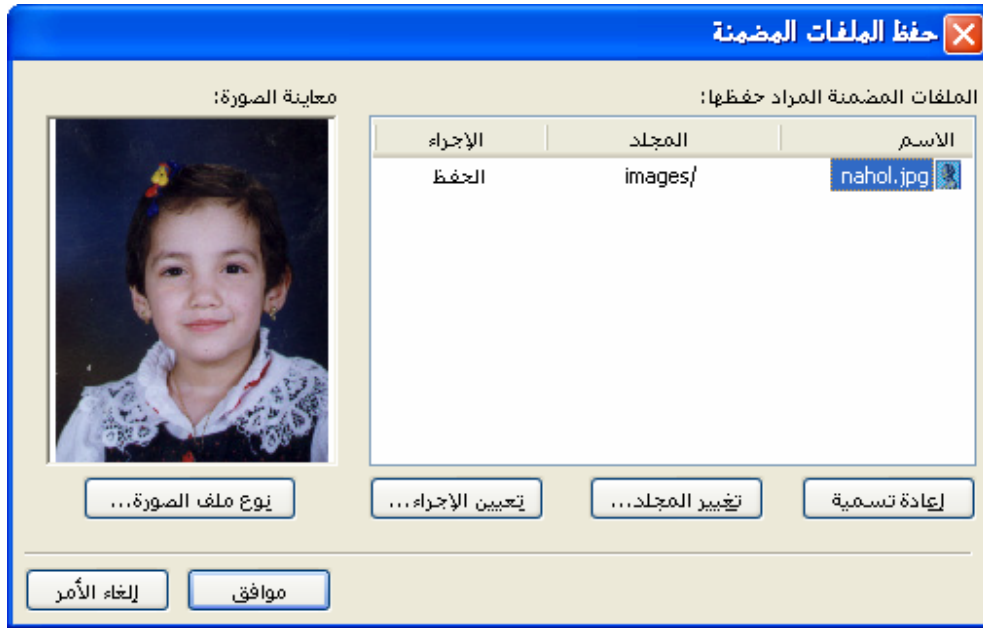 حفظ الملفات المضمنة
الملفات المضمنة المراد حفظها:
معاينة الصورة:
الاسم المجلد الإجراء
nahol.jpg images/ الحفظ
إعادة تسمية تغيير المجلد... تعيين الإجراء... نوع ملف الصورة...
موافق إلغاء الأمر